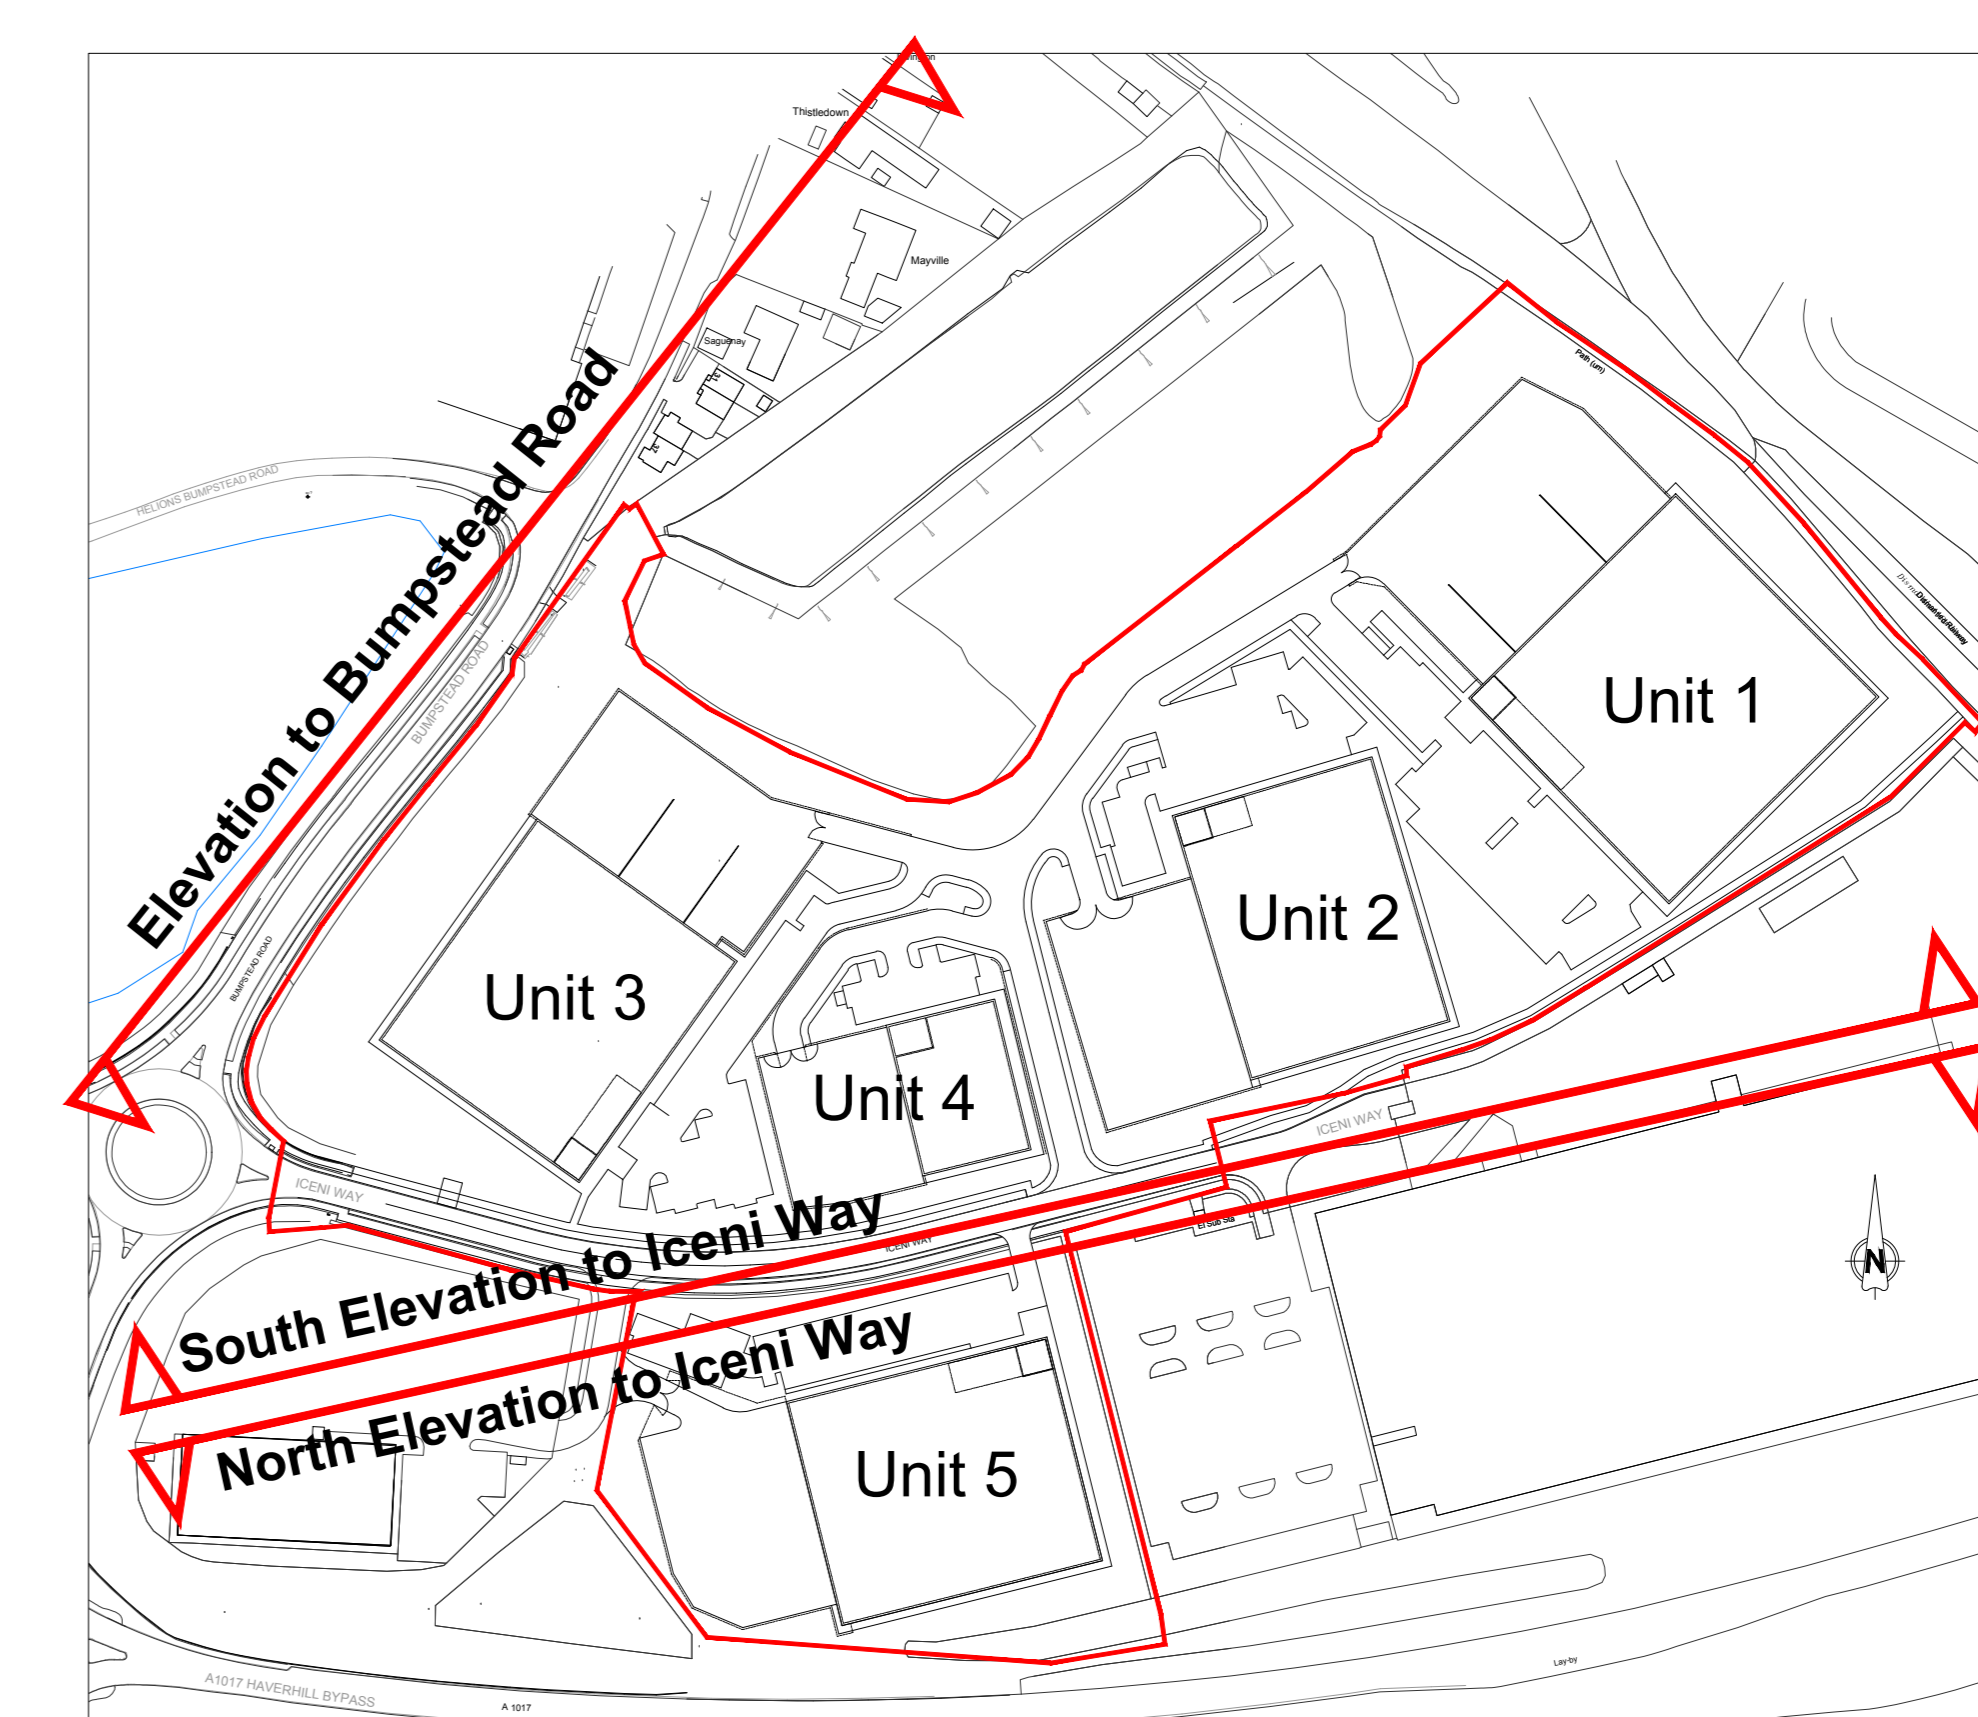 Thistledown
Mayville
Saguenay
31
37
Path (um)
HELIONS BUMPSTEAD ROAD
Elevation to Bumpstead Road
BUMPSTEAD ROAD
BUMPSTEAD ROAD
Unit 1
Unit 2
Unit 3
Unit 4
ICENI WAY
ICENI WAY
ICENI WAY
El Sub Sta
South Elevation to Iceni Way
North Elevation to Iceni Way
N
Unit 5
Lay-by
A1017 HAVERHILL BYPASS
A 1017